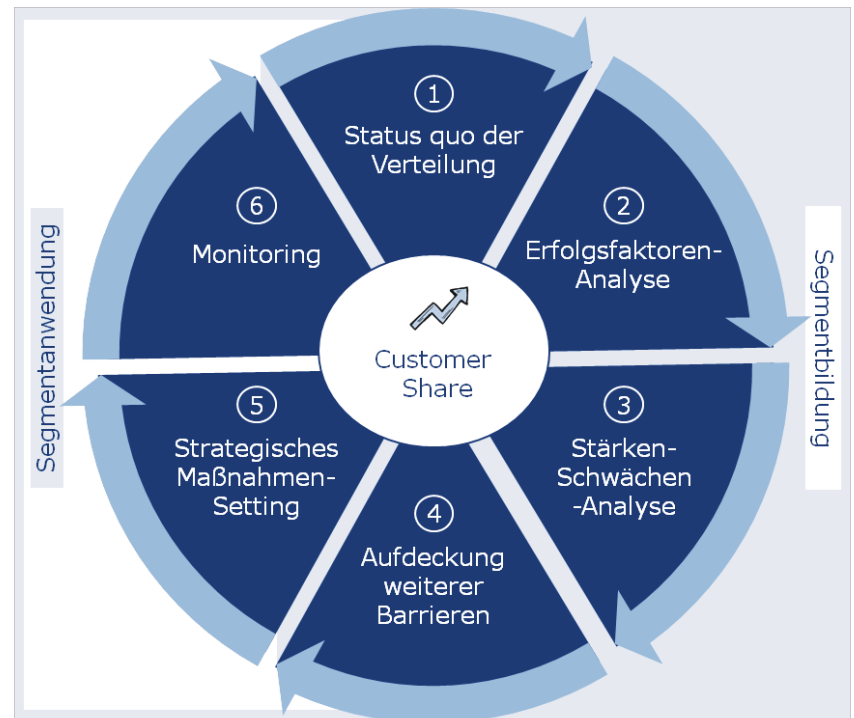 1
Status quo der
Verteilung
2
Erfolgsfaktoren-
Analyse
3
Stärken-
Schwächen
-Analyse
4
Aufdeckung
weiterer
Barrieren
5
Strategisches
Maßnahmen-
Setting
6
Monitoring
Customer
Share
Segmentanwendung
Segmentbildung